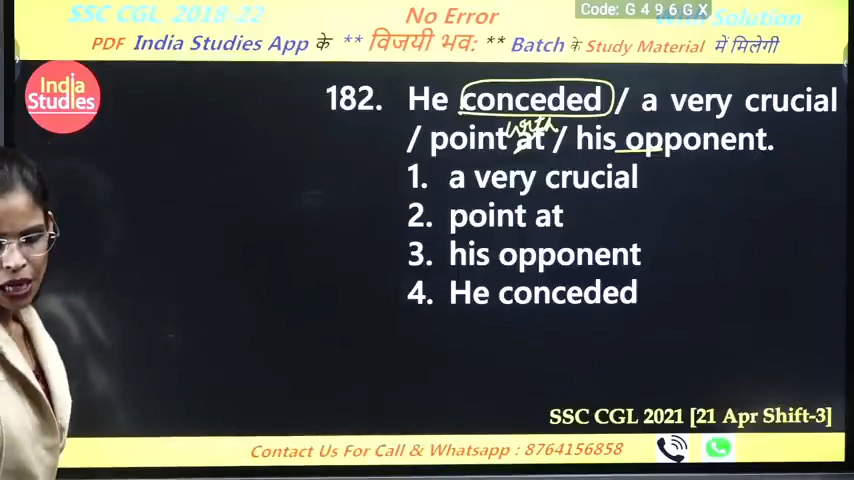 SSC CGL 2018-22
No Error
Code: G 4 9 6 G X
With Solution
PDF India Studies App के ** विजयी भव: ** Batch के Study Material में मिलेगी
India
Studies
182. He conceded / a very crucial
with
/ point at / his opponent.
1. a very crucial
2. point at
3. his opponent
4. He conceded
SSC CGL 2021 [21 Apr Shift-3]
Contact Us For Call & Whatsapp : 8764156858